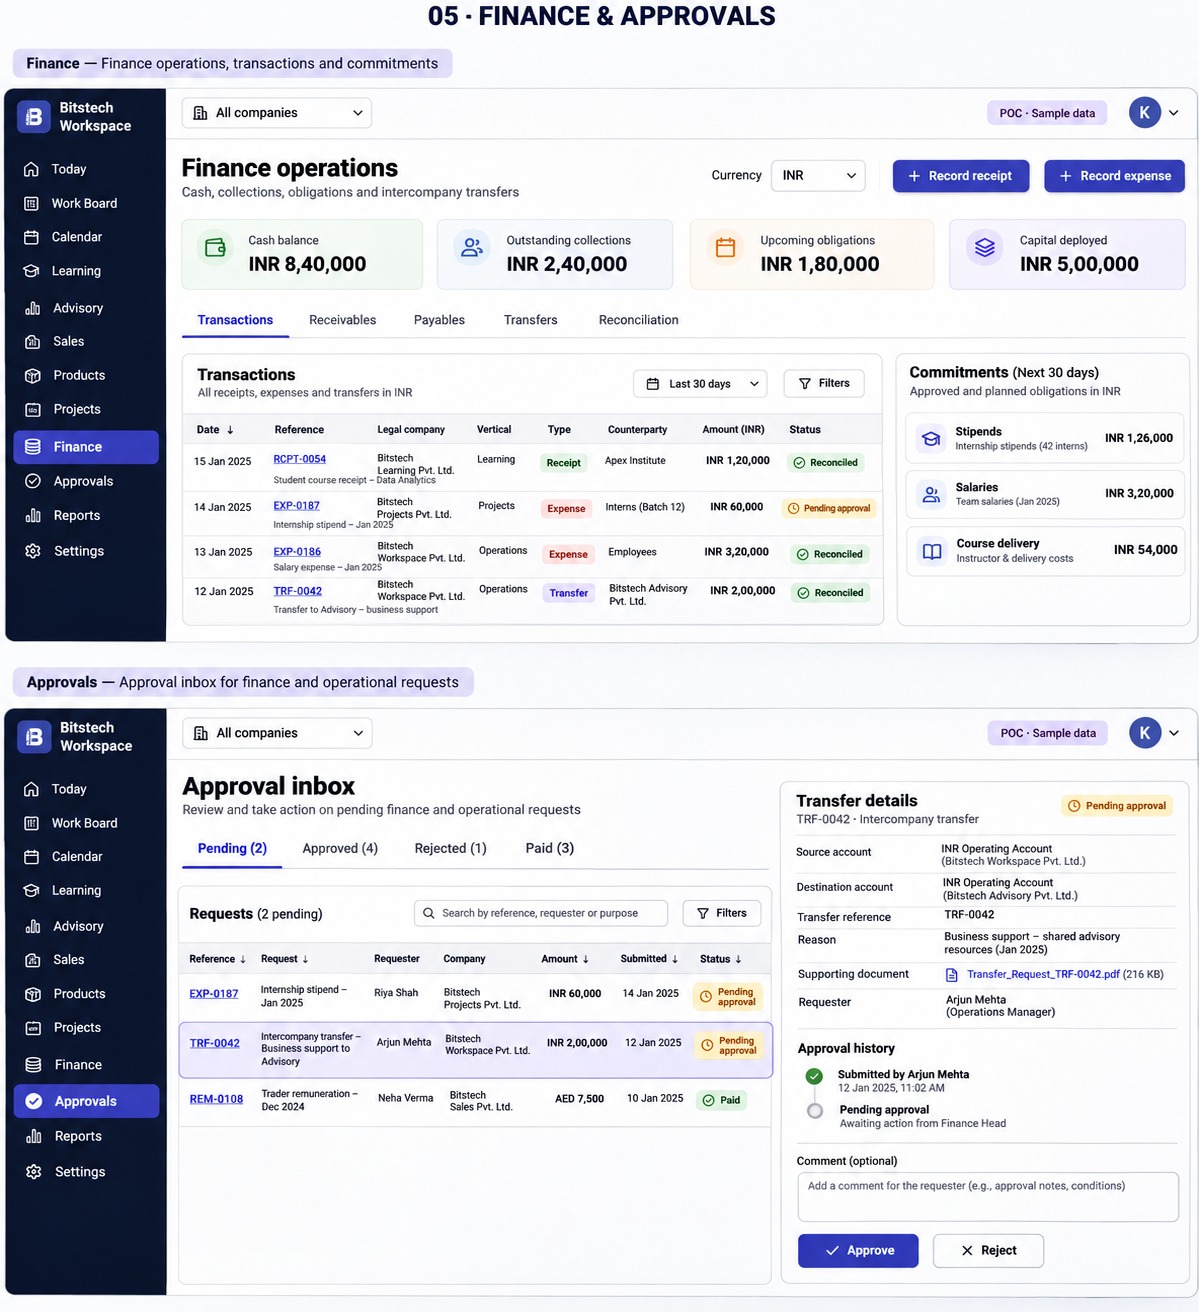 05 · FINANCE & APPROVALS
Finance — Finance operations, transactions and commitments
Bitstech
Workspace
All companies
POC · Sample data
K
Today
Work Board
Calendar
Learning
Advisory
Sales
Products
Projects
Finance
Approvals
Reports
Settings
Finance operations
Cash, collections, obligations and intercompany transfers
Currency INR
+ Record receipt
+ Record expense
Cash balance
INR 8,40,000
Outstanding collections
INR 2,40,000
Upcoming obligations
INR 1,80,000
Capital deployed
INR 5,00,000
Transactions Receivables Payables Transfers Reconciliation
Transactions
All receipts, expenses and transfers in INR
Last 30 days
Filters
Date ↓ Reference Legal company Vertical Type Counterparty Amount (INR) Status
15 Jan 2025 RCPT-0054 Bitstech Learning Receipt Apex Institute INR 1,20,000 Reconciled
Learning Pvt. Ltd.
Student course receipt – Data Analytics
14 Jan 2025 EXP-0187 Bitstech Projects Expense Interns (Batch 12) INR 60,000 Pending approval
Projects Pvt. Ltd.
Internship stipend – Jan 2025
13 Jan 2025 EXP-0186 Bitstech Operations Expense Employees INR 3,20,000 Reconciled
Workspace Pvt. Ltd.
Salary expense – Jan 2025
12 Jan 2025 TRF-0042 Bitstech Operations Transfer Bitstech Advisory INR 2,00,000 Reconciled
Workspace Pvt. Ltd. Pvt. Ltd.
Transfer to Advisory – business support
Commitments (Next 30 days)
Approved and planned obligations in INR
Stipends
Internship stipends (42 interns) INR 1,26,000
Salaries
Team salaries (Jan 2025) INR 3,20,000
Course delivery
Instructor & delivery costs INR 54,000
Approvals — Approval inbox for finance and operational requests
Bitstech
Workspace
All companies
POC · Sample data
K
Today
Work Board
Calendar
Learning
Advisory
Sales
Products
Projects
Finance
Approvals
Reports
Settings
Approval inbox
Review and take action on pending finance and operational requests
Pending (2) Approved (4) Rejected (1) Paid (3)
Requests (2 pending)
Search by reference, requester or purpose
Filters
Reference ↓ Request ↓ Requester Company Amount ↓ Submitted ↓ Status ↓
EXP-0187 Internship stipend – Riya Shah Bitstech INR 60,000 14 Jan 2025 Pending
Jan 2025 Projects Pvt. Ltd. approval
TRF-0042 Intercompany transfer – Arjun Mehta Bitstech INR 2,00,000 12 Jan 2025 Pending
Business support to Workspace Pvt. Ltd. approval
Advisory
REM-0108 Trader remuneration – Neha Verma Bitstech AED 7,500 10 Jan 2025 Paid
Dec 2024 Sales Pvt. Ltd.
Transfer details
Pending approval
TRF-0042 · Intercompany transfer
Source account INR Operating Account
(Bitstech Workspace Pvt. Ltd.)
Destination account INR Operating Account
(Bitstech Advisory Pvt. Ltd.)
Transfer reference TRF-0042
Reason Business support – shared advisory
resources (Jan 2025)
Supporting document Transfer_Request_TRF-0042.pdf (216 KB)
Requester Arjun Mehta
(Operations Manager)
Approval history
Submitted by Arjun Mehta
12 Jan 2025, 11:02 AM
Pending approval
Awaiting action from Finance Head
Comment (optional)
Add a comment for the requester (e.g., approval notes, conditions)
Approve
Reject